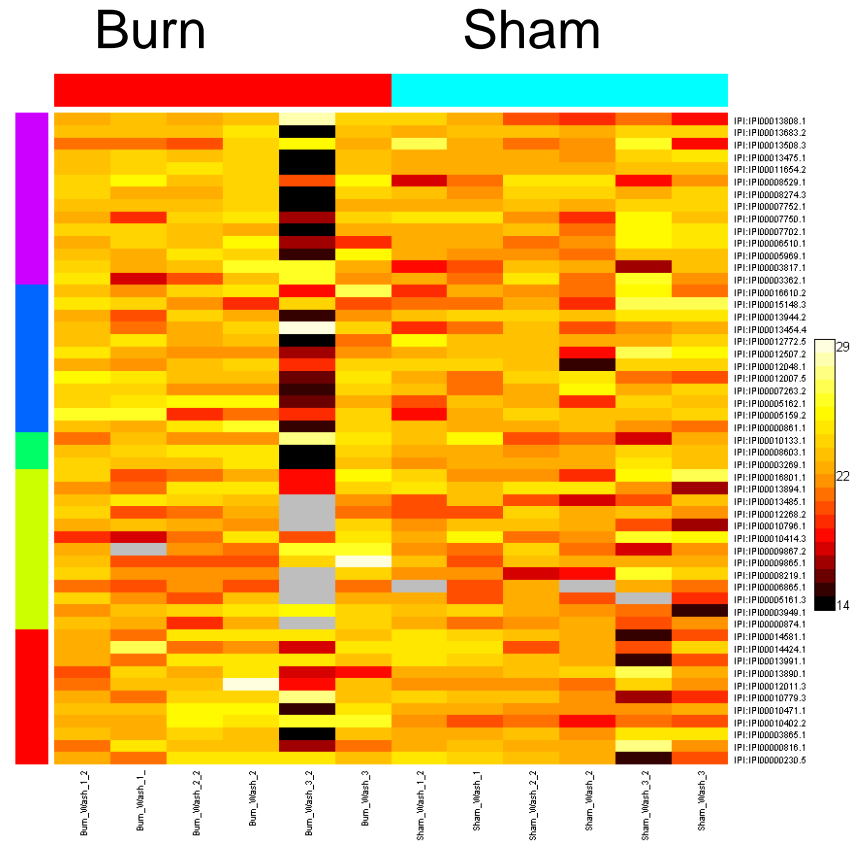 Burn
Sham
IPI:IPI00013808.1
IPI:IPI00013683.2
IPI:IPI00013508.3
IPI:IPI00013475.1
IPI:IPI00011654.2
IPI:IPI00008529.1
IPI:IPI00008274.3
IPI:IPI00007752.1
IPI:IPI00007750.1
IPI:IPI00007702.1
IPI:IPI00006510.1
IPI:IPI00005969.1
IPI:IPI00003817.1
IPI:IPI00003362.1
IPI:IPI00016610.2
IPI:IPI00015148.3
IPI:IPI00013944.2
IPI:IPI00013464.4
IPI:IPI00012772.5
IPI:IPI00012507.2
IPI:IPI00012048.1
IPI:IPI00012007.5
IPI:IPI00007263.2
IPI:IPI00005162.1
IPI:IPI00005159.2
IPI:IPI00000861.1
IPI:IPI00010133.1
IPI:IPI00008603.1
IPI:IPI00003269.1
IPI:IPI00016801.1
IPI:IPI00013894.1
IPI:IPI00013485.1
IPI:IPI00012268.2
IPI:IPI00010796.1
IPI:IPI00010414.3
IPI:IPI00009867.2
IPI:IPI00009865.1
IPI:IPI00008219.1
IPI:IPI00006865.1
IPI:IPI00005161.3
IPI:IPI00003949.1
IPI:IPI00000874.1
IPI:IPI00014581.1
IPI:IPI00014424.1
IPI:IPI00013991.1
IPI:IPI00013890.1
IPI:IPI00012011.3
IPI:IPI00010779.3
IPI:IPI00010471.1
IPI:IPI00010402.2
IPI:IPI00003865.1
IPI:IPI00000816.1
IPI:IPI00000230.5
29
22
14
Burn_Wash_1_2
Burn_Wash_1_
Burn_Wash_2_2
Burn_Wash_2
Burn_Wash_3_2
Burn_Wash_3
Sham_Wash_1_2
Sham_Wash_1
Sham_Wash_2_2
Sham_Wash_2
Sham_Wash_3_2
Sham_Wash_3